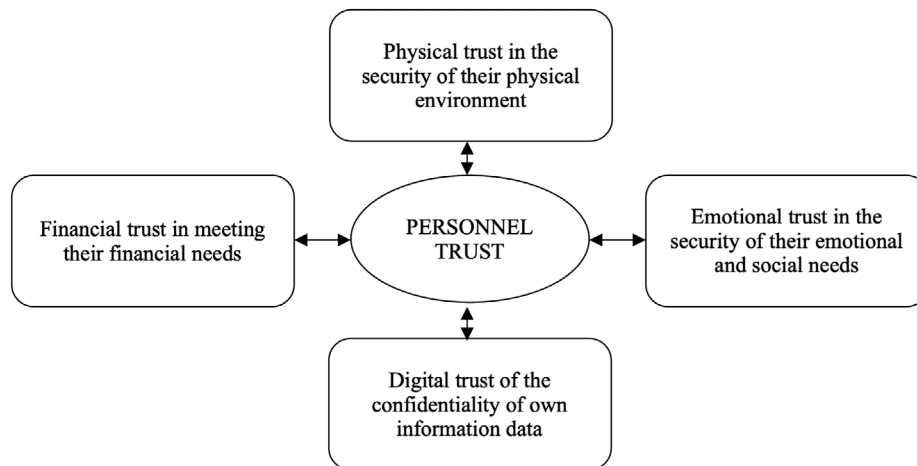 Physical trust in the
security of their physical
environment
Financial trust in meeting
their financial needs
PERSONNEL
TRUST
Emotional trust in the
security of their emotional
and social needs
Digital trust of the
confidentiality of own
information data